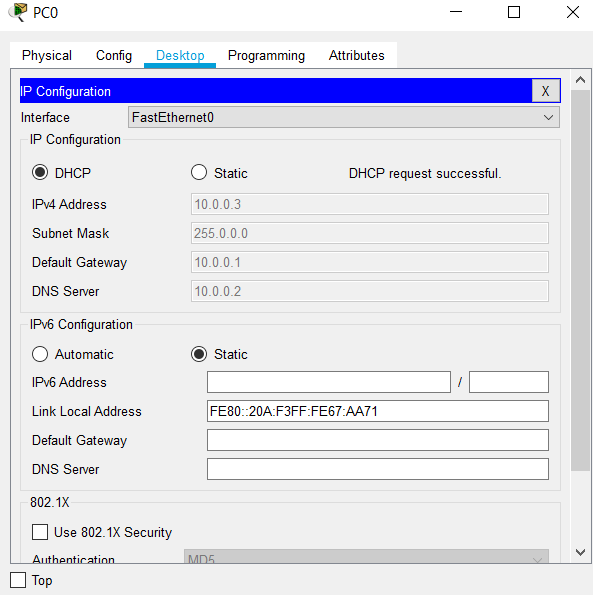 PC0
Physical Config Desktop Programming Attributes
IP Configuration X
Interface FastEthernet0
IP Configuration
DHCP Static DHCP request successful.
IPv4 Address 10.0.0.3
Subnet Mask 255.0.0.0
Default Gateway 10.0.0.1
DNS Server 10.0.0.2
IPv6 Configuration
Automatic Static
IPv6 Address /
Link Local Address FE80::20A:F3FF:FE67:AA71
Default Gateway
DNS Server
802.1X
Use 802.1X Security
Authentication MD5
Top